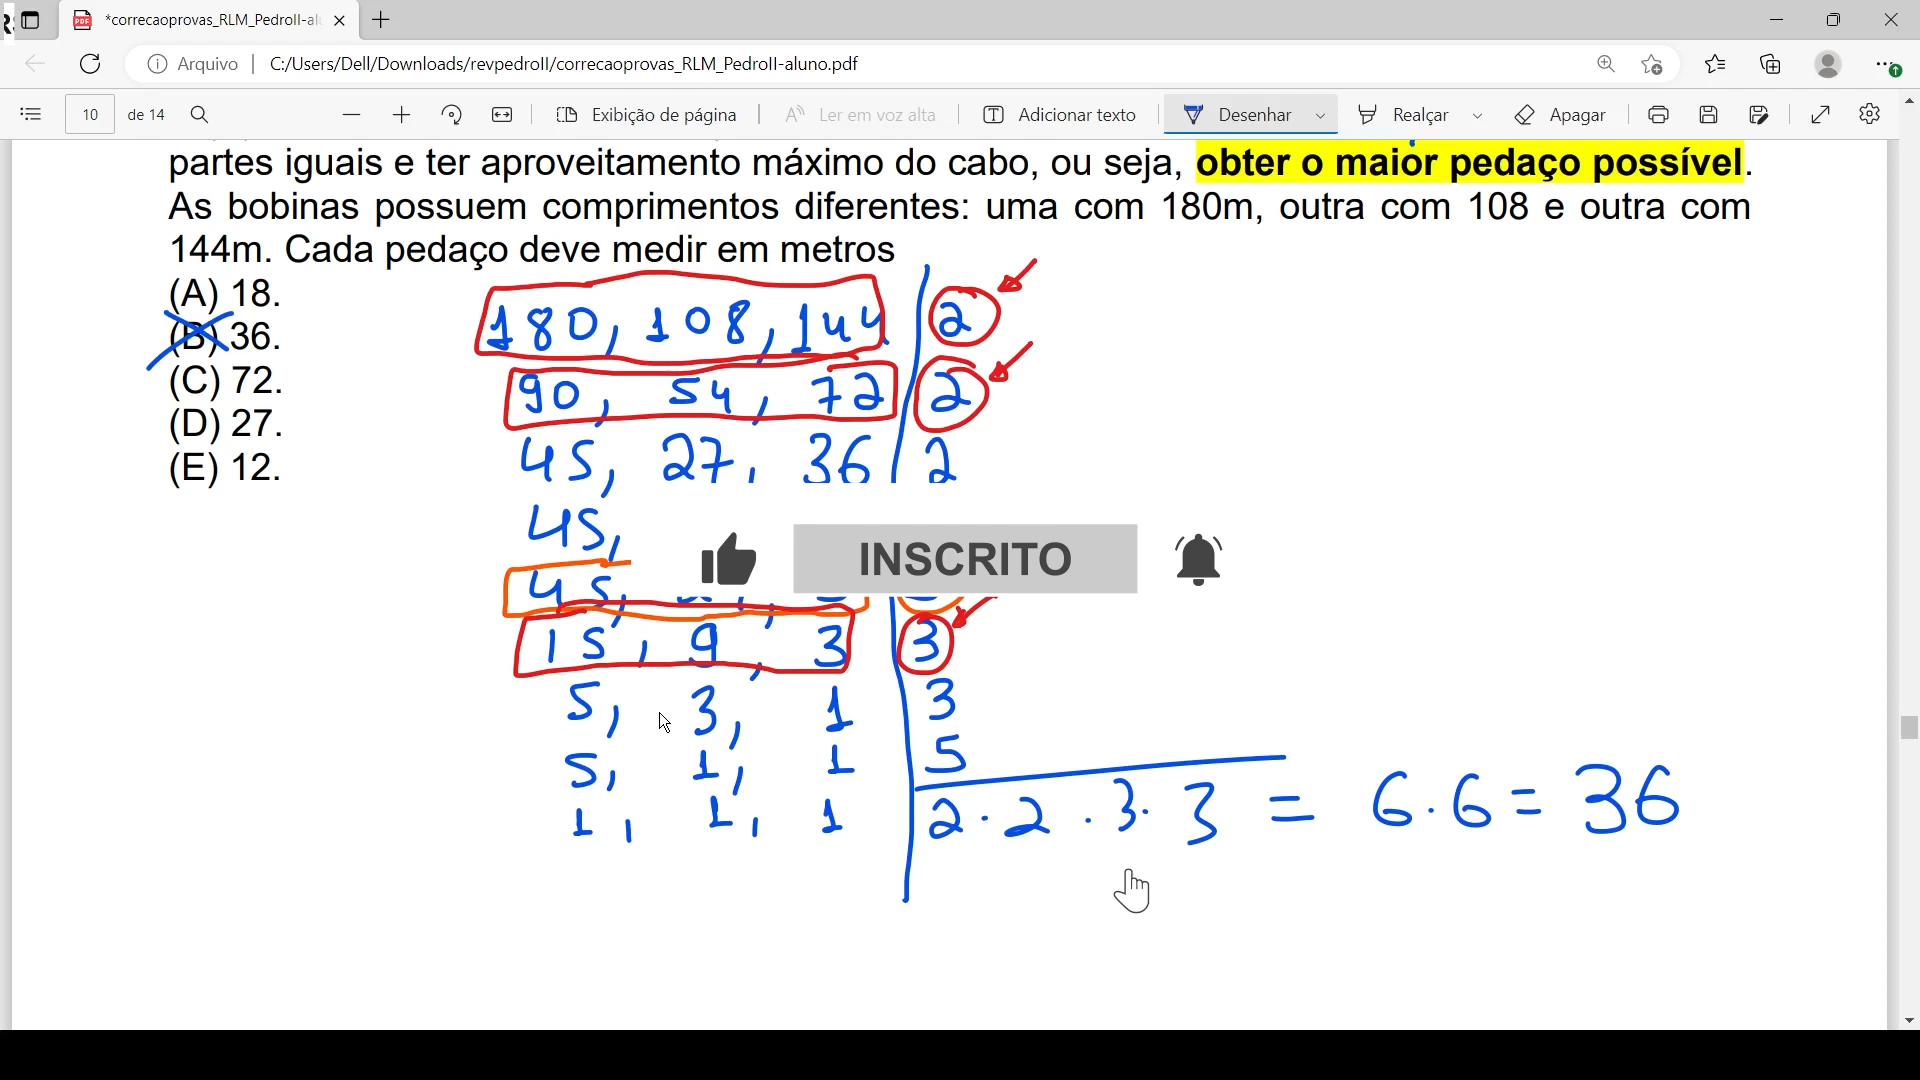 *correcaoprovas_RLM_PedroII-al
Arquivo C:/Users/Dell/Downloads/revpedroII/correcaoprovas_RLM_PedroII-aluno.pdf
10 de 14 Exibição de página Ler em voz alta Adicionar texto Desenhar Realçar Apagar
partes iguais e ter aproveitamento máximo do cabo, ou seja, obter o maior pedaço possível.
As bobinas possuem comprimentos diferentes: uma com 180m, outra com 108 e outra com
144m. Cada pedaço deve medir em metros
(A) 18.
(B) 36.
(C) 72.
(D) 27.
(E) 12.
180, 108, 144 2
90, 54, 72 2
45, 27, 36 2
45,
INSCRITO
45,
15, 9, 3 3
5, 3, 1 3
5, 1, 1 5
1, 1, 1 2 · 2 · 3 · 3 = 6 · 6 = 36